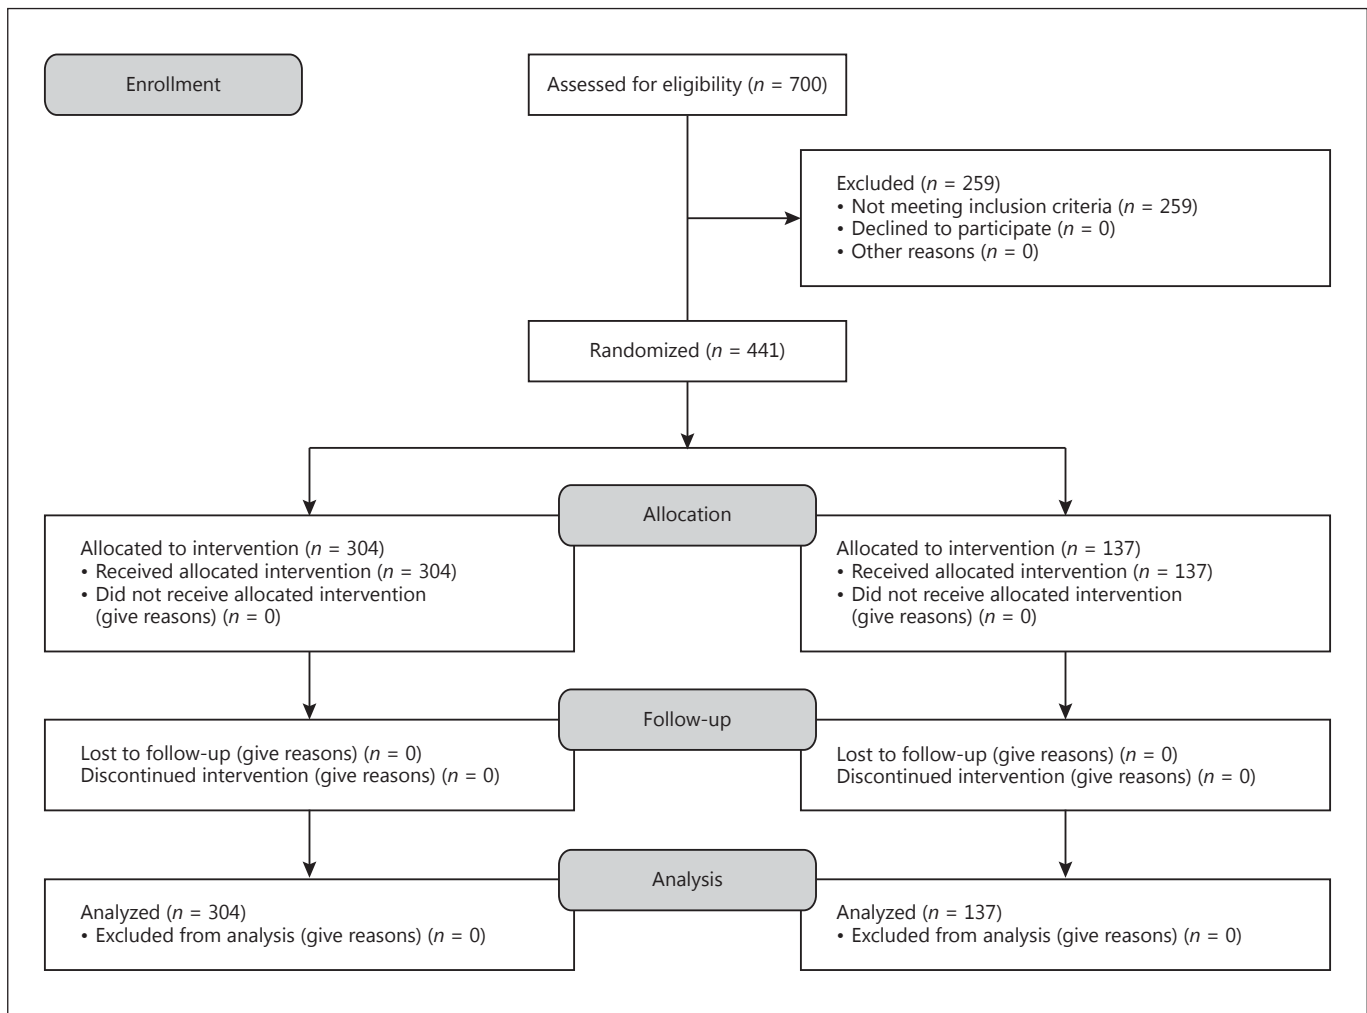 Enrollment
Assessed for eligibility (n = 700)
Excluded (n = 259)
• Not meeting inclusion criteria (n = 259)
• Declined to participate (n = 0)
• Other reasons (n = 0)
Randomized (n = 441)
Allocation
Allocated to intervention (n = 304)
• Received allocated intervention (n = 304)
• Did not receive allocated intervention
(give reasons) (n = 0)
Allocated to intervention (n = 137)
• Received allocated intervention (n = 137)
• Did not receive allocated intervention
(give reasons) (n = 0)
Follow-up
Lost to follow-up (give reasons) (n = 0)
Discontinued intervention (give reasons) (n = 0)
Lost to follow-up (give reasons) (n = 0)
Discontinued intervention (give reasons) (n = 0)
Analysis
Analyzed (n = 304)
• Excluded from analysis (give reasons) (n = 0)
Analyzed (n = 137)
• Excluded from analysis (give reasons) (n = 0)